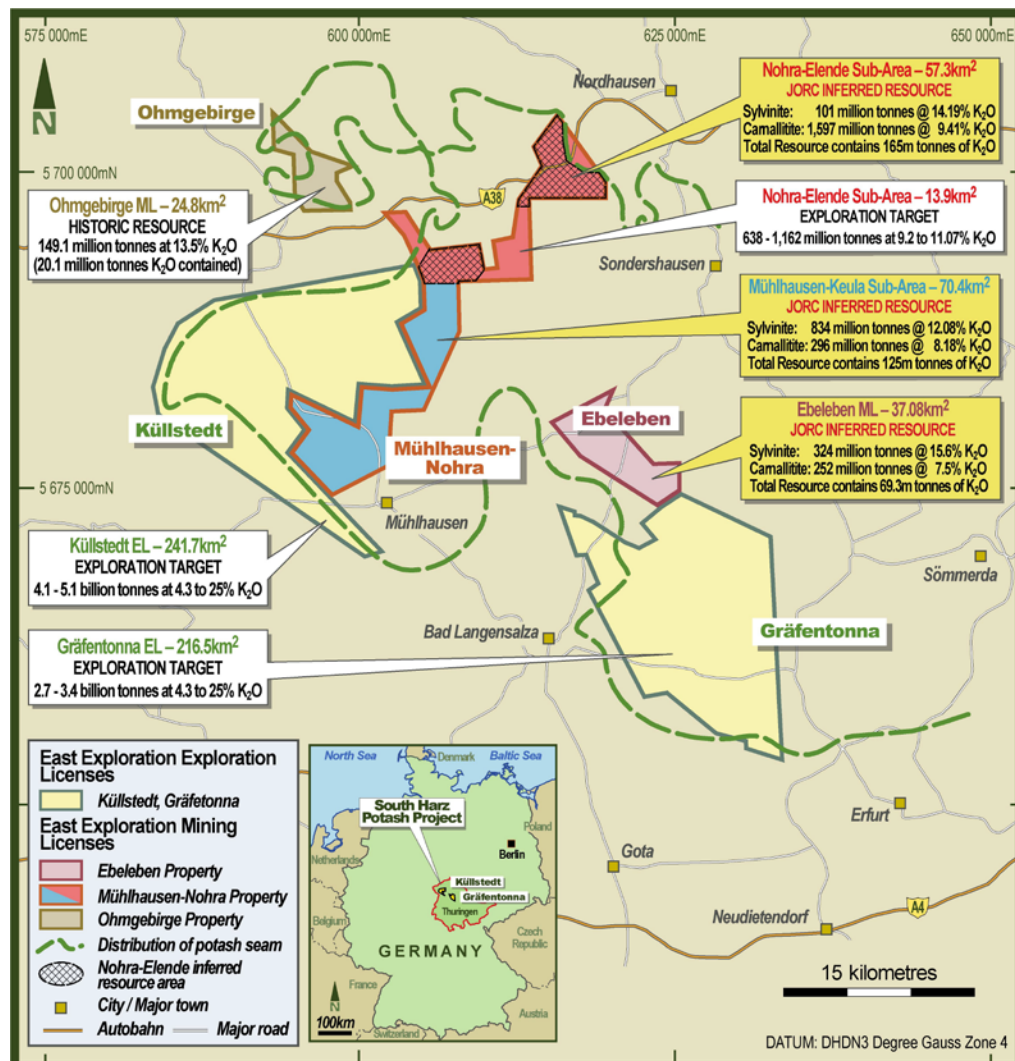 575 000mE
600 000mE
625 000mE
650 000mE
5 700 000mN
5 675 000mN
N
Ohmgebirge
Nordhausen
A38
Sondershausen
Nohra-Elende Sub-Area – 57.3km²
JORC INFERRED RESOURCE
Sylvinite: 101 million tonnes @ 14.19% K₂O
Carnallitite: 1,597 million tonnes @ 9.41% K₂O
Total Resource contains 165m tonnes of K₂O
Ohmgebirge ML – 24.8km²
HISTORIC RESOURCE
149.1 million tonnes at 13.5% K₂O
(20.1 million tonnes K₂O contained)
Nohra-Elende Sub-Area – 13.9km²
EXPLORATION TARGET
638 - 1,162 million tonnes at 9.2 to 11.07% K₂O
Mühlhausen-Keula Sub-Area – 70.4km²
JORC INFERRED RESOURCE
Sylvinite: 834 million tonnes @ 12.08% K₂O
Carnallitite: 296 million tonnes @ 8.18% K₂O
Total Resource contains 125m tonnes of K₂O
Küllstedt
Mühlhausen-
Nohra
Ebeleben
Ebeleben ML – 37.08km²
JORC INFERRED RESOURCE
Sylvinite: 324 million tonnes @ 15.6% K₂O
Carnallitite: 252 million tonnes @ 7.5% K₂O
Total Resource contains 69.3m tonnes of K₂O
Mühlhausen
Küllstedt EL – 241.7km²
EXPLORATION TARGET
4.1 - 5.1 billion tonnes at 4.3 to 25% K₂O
Sömmerda
Bad Langensalza
Gräfentonna
Gräfentonna EL – 216.5km²
EXPLORATION TARGET
2.7 - 3.4 billion tonnes at 4.3 to 25% K₂O
Erfurt
Gota
Neudietendorf
A4
East Exploration Exploration
Licenses
Küllstedt, Gräfetonna
East Exploration Mining
Licenses
Ebeleben Property
Mühlhausen-Nohra Property
Ohmgebirge Property
Distribution of potash seam
Nohra-Elende inferred
resource area
City / Major town
Autobahn
Major road
North Sea
Baltic Sea
Denmark
South Harz
Potash Project
Poland
Netherlands
Berlin
Küllstedt
Gräfentonna
Thuringen
Belgium
GERMANY
Czech
Republic
France
Austria
Switzerland
N
100km
15 kilometres
DATUM: DHDN3 Degree Gauss Zone 4